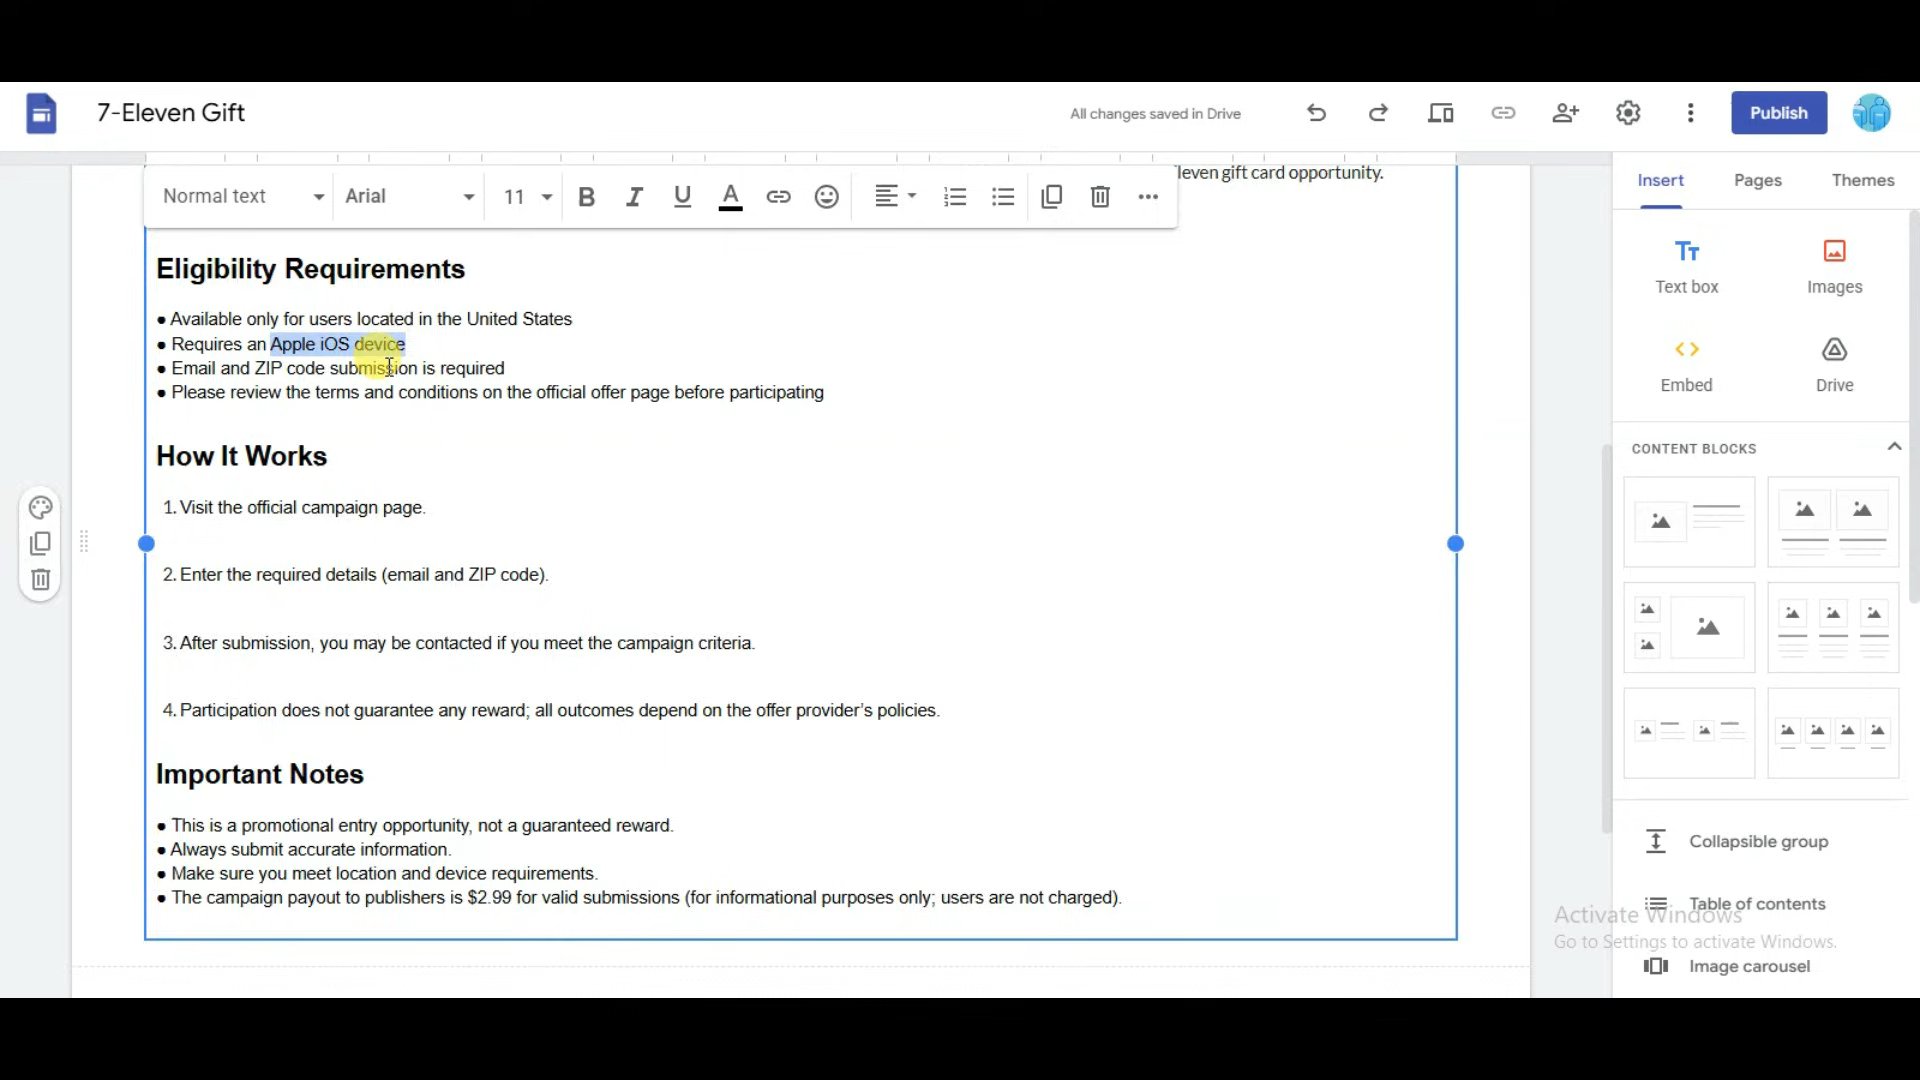 7-Eleven Gift
All changes saved in Drive
Publish
leven gift card opportunity.
Normal text
Arial
11
B I U A
Insert
Pages
Themes
Eligibility Requirements
● Available only for users located in the United States
● Requires an Apple iOS device
● Email and ZIP code submission is required
● Please review the terms and conditions on the official offer page before participating
How It Works
1. Visit the official campaign page.
2. Enter the required details (email and ZIP code).
3. After submission, you may be contacted if you meet the campaign criteria.
4. Participation does not guarantee any reward; all outcomes depend on the offer provider’s policies.
Important Notes
● This is a promotional entry opportunity, not a guaranteed reward.
● Always submit accurate information.
● Make sure you meet location and device requirements.
● The campaign payout to publishers is $2.99 for valid submissions (for informational purposes only; users are not charged).
Tт
Text box
Images
Embed
Drive
CONTENT BLOCKS
Collapsible group
Table of contents
Image carousel
Activate Windows
Go to Settings to activate Windows.